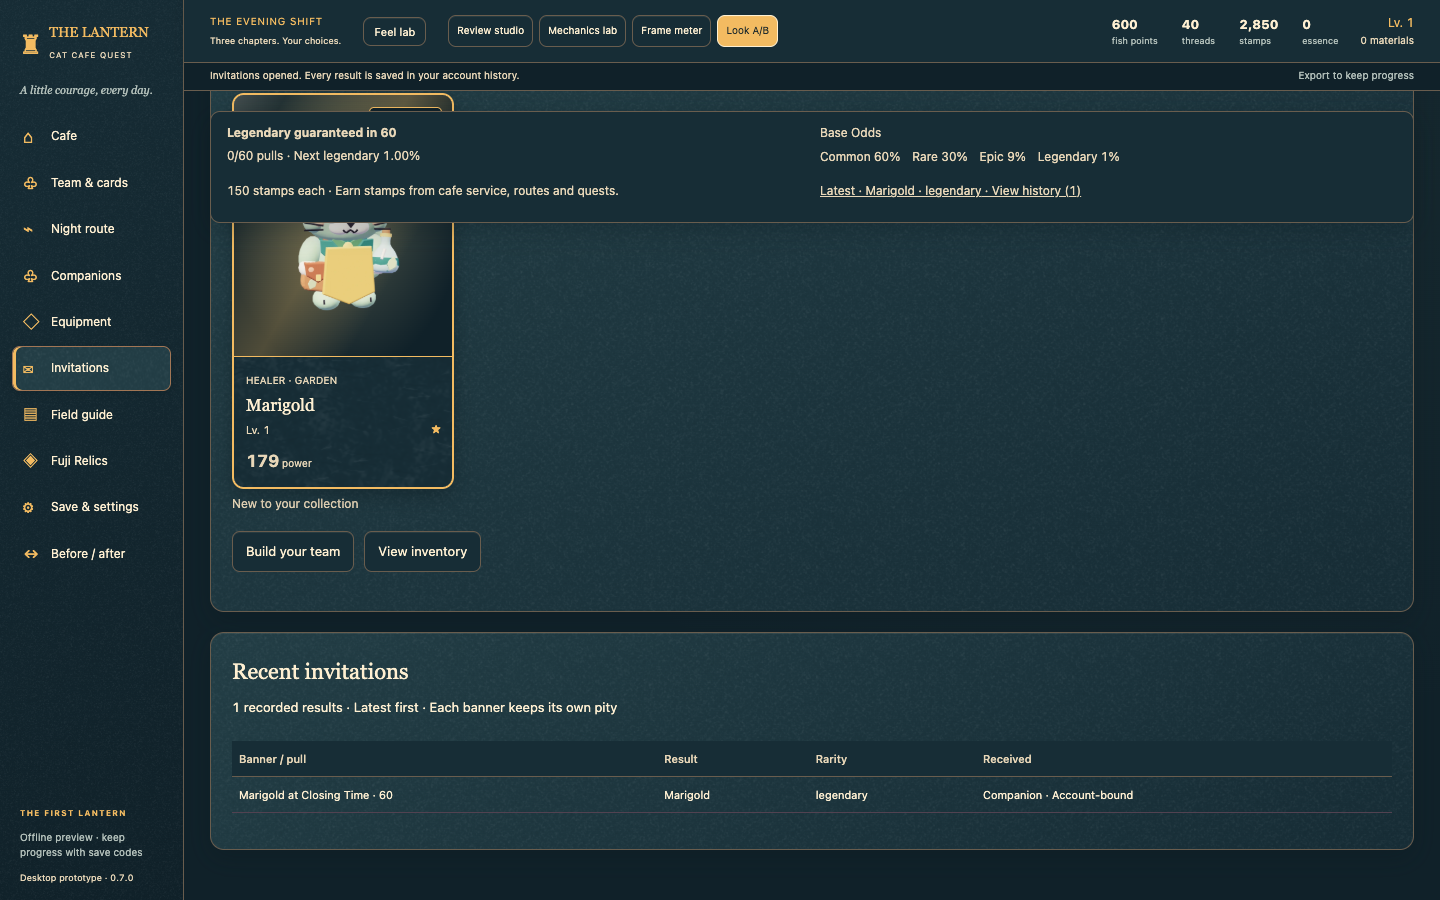 THE LANTERN
CAT CAFE QUEST
A little courage, every day.
Cafe
Team & cards
Night route
Companions
Equipment
Invitations
Field guide
Fuji Relics
Save & settings
Before / after
THE FIRST LANTERN
Offline preview · keep
progress with save codes
Desktop prototype · 0.7.0
THE EVENING SHIFT
Three chapters. Your choices.
Feel lab
Review studio
Mechanics lab
Frame meter
Look A/B
600
fish points
40
threads
2,850
stamps
0
essence
Lv. 1
0 materials
Invitations opened. Every result is saved in your account history.
Export to keep progress
Legendary guaranteed in 60
0/60 pulls · Next legendary 1.00%
150 stamps each · Earn stamps from cafe service, routes and quests.
Base Odds
Common 60% Rare 30% Epic 9% Legendary 1%
Latest · Marigold · legendary · View history (1)
HEALER · GARDEN
Marigold
Lv. 1
179 power
New to your collection
Build your team
View inventory
Recent invitations
1 recorded results · Latest first · Each banner keeps its own pity
Banner / pull Result Rarity Received
Marigold at Closing Time · 60 Marigold legendary Companion · Account-bound